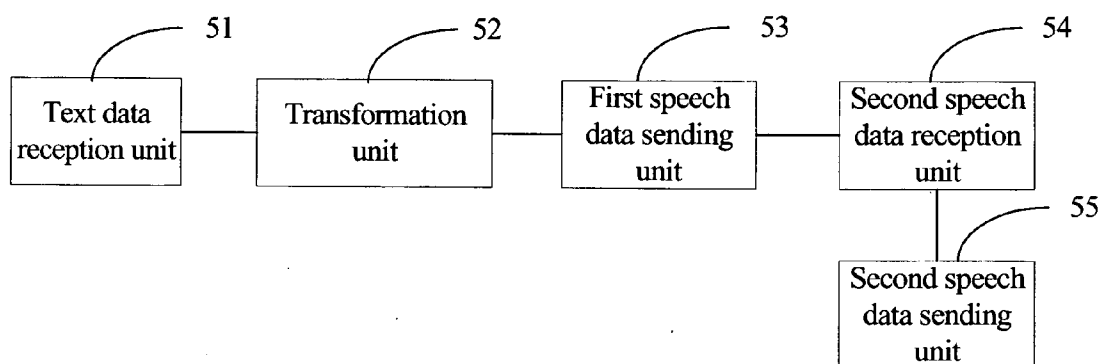 51
52
53
54
Text data
reception unit
Transformation
unit
First speech
data sending
unit
Second speech
data reception
unit
55
Second speech
data sending
unit